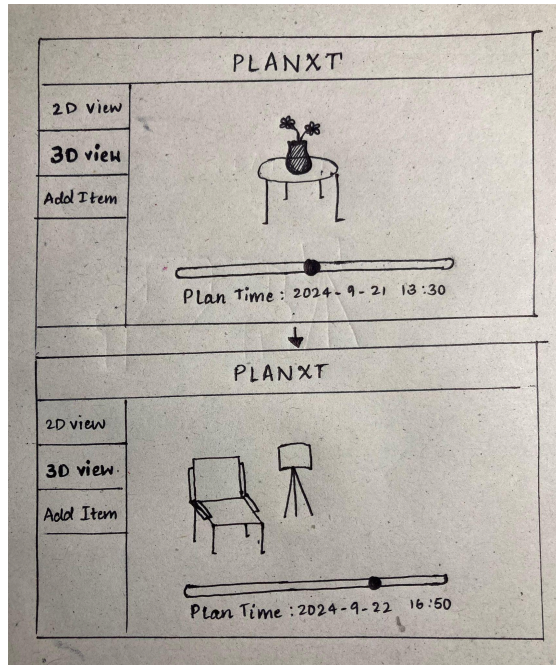 PLANXT
2D view
3D view
Add Item
Plan Time : 2024-9-21 13:30
PLANXT
2D view
3D view.
Add Item
Plan Time : 2024-9-22 16:50